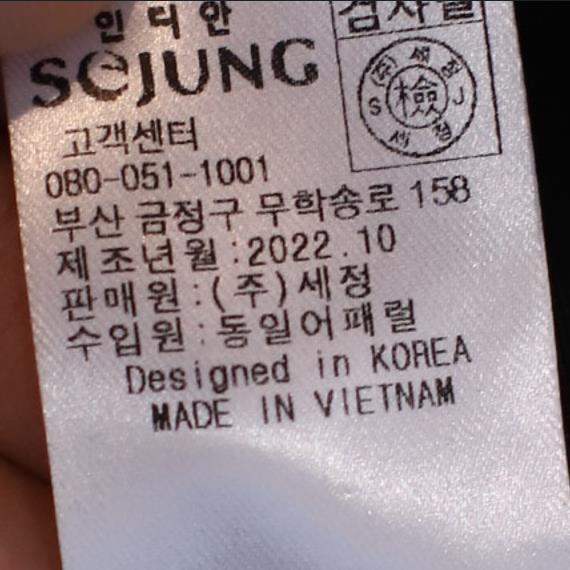 인디안
SeJUNG
검사필
(주)세정
S 檢 J
세정
고객센터
080-051-1001
부산 금정구 무학송로 158
제조년월:2022.10
판매원:(주)세정
수입원:동일어패럴
Designed in KOREA
MADE IN VIETNAM